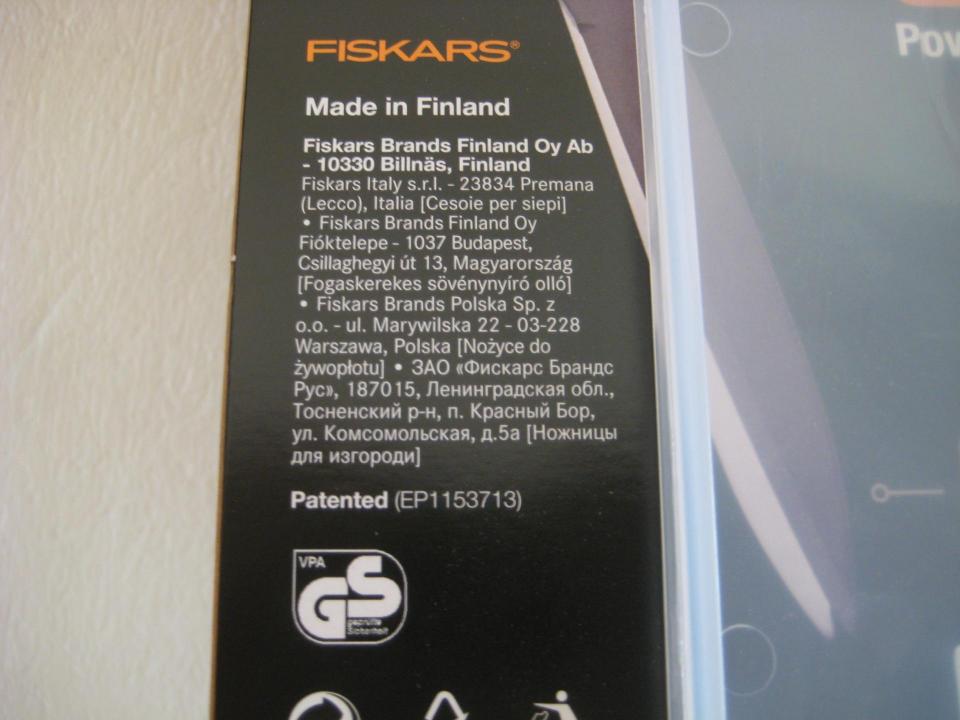 FISKARS®
Made in Finland
Fiskars Brands Finland Oy Ab
- 10330 Billnäs, Finland
Fiskars Italy s.r.l. - 23834 Premana
(Lecco), Italia [Cesoie per siepi]
• Fiskars Brands Finland Oy
Fióktelepe - 1037 Budapest,
Csillaghegyi út 13, Magyarország
[Fogaskerekes sövénynyíró olló]
• Fiskars Brands Polska Sp. z
o.o. - ul. Marywilska 22 - 03-228
Warszawa, Polska [Nożyce do
żywopłotu] • ЗАО «Фискарс Брандс
Рус», 187015, Ленинградская обл.,
Тосненский р-н, п. Красный Бор,
ул. Комсомольская, д.5а [Ножницы
для изгороди]
Patented (EP1153713)
VPA
GS
geprüfte
Sicherheit